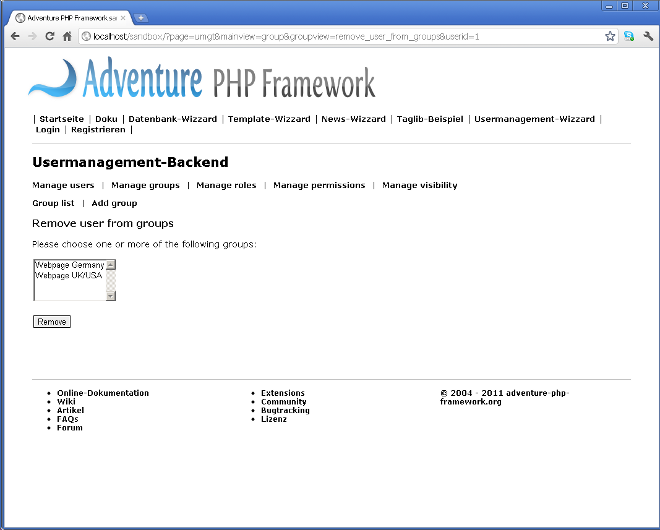 Adventure PHP Framework san
localhost/sandbox/?page=umgt&mainview=group&groupview=remove_user_from_groups&userid=1
Adventure PHP Framework
| Startseite | Doku | Datenbank-Wizzard | Template-Wizzard | News-Wizzard | Taglib-Beispiel | Usermanagement-Wizzard |
Login | Registrieren |
Usermanagement-Backend
Manage users | Manage groups | Manage roles | Manage permissions | Manage visibility
Group list | Add group
Remove user from groups
Please choose one or more of the following groups:
Webpage Germany
Webpage UK/USA
Remove
• Online-Dokumentation
• Wiki
• Artikel
• FAQs
• Forum
• Extensions
• Community
• Bugtracking
• Lizenz
© 2004 - 2011 adventure-php-
framework.org